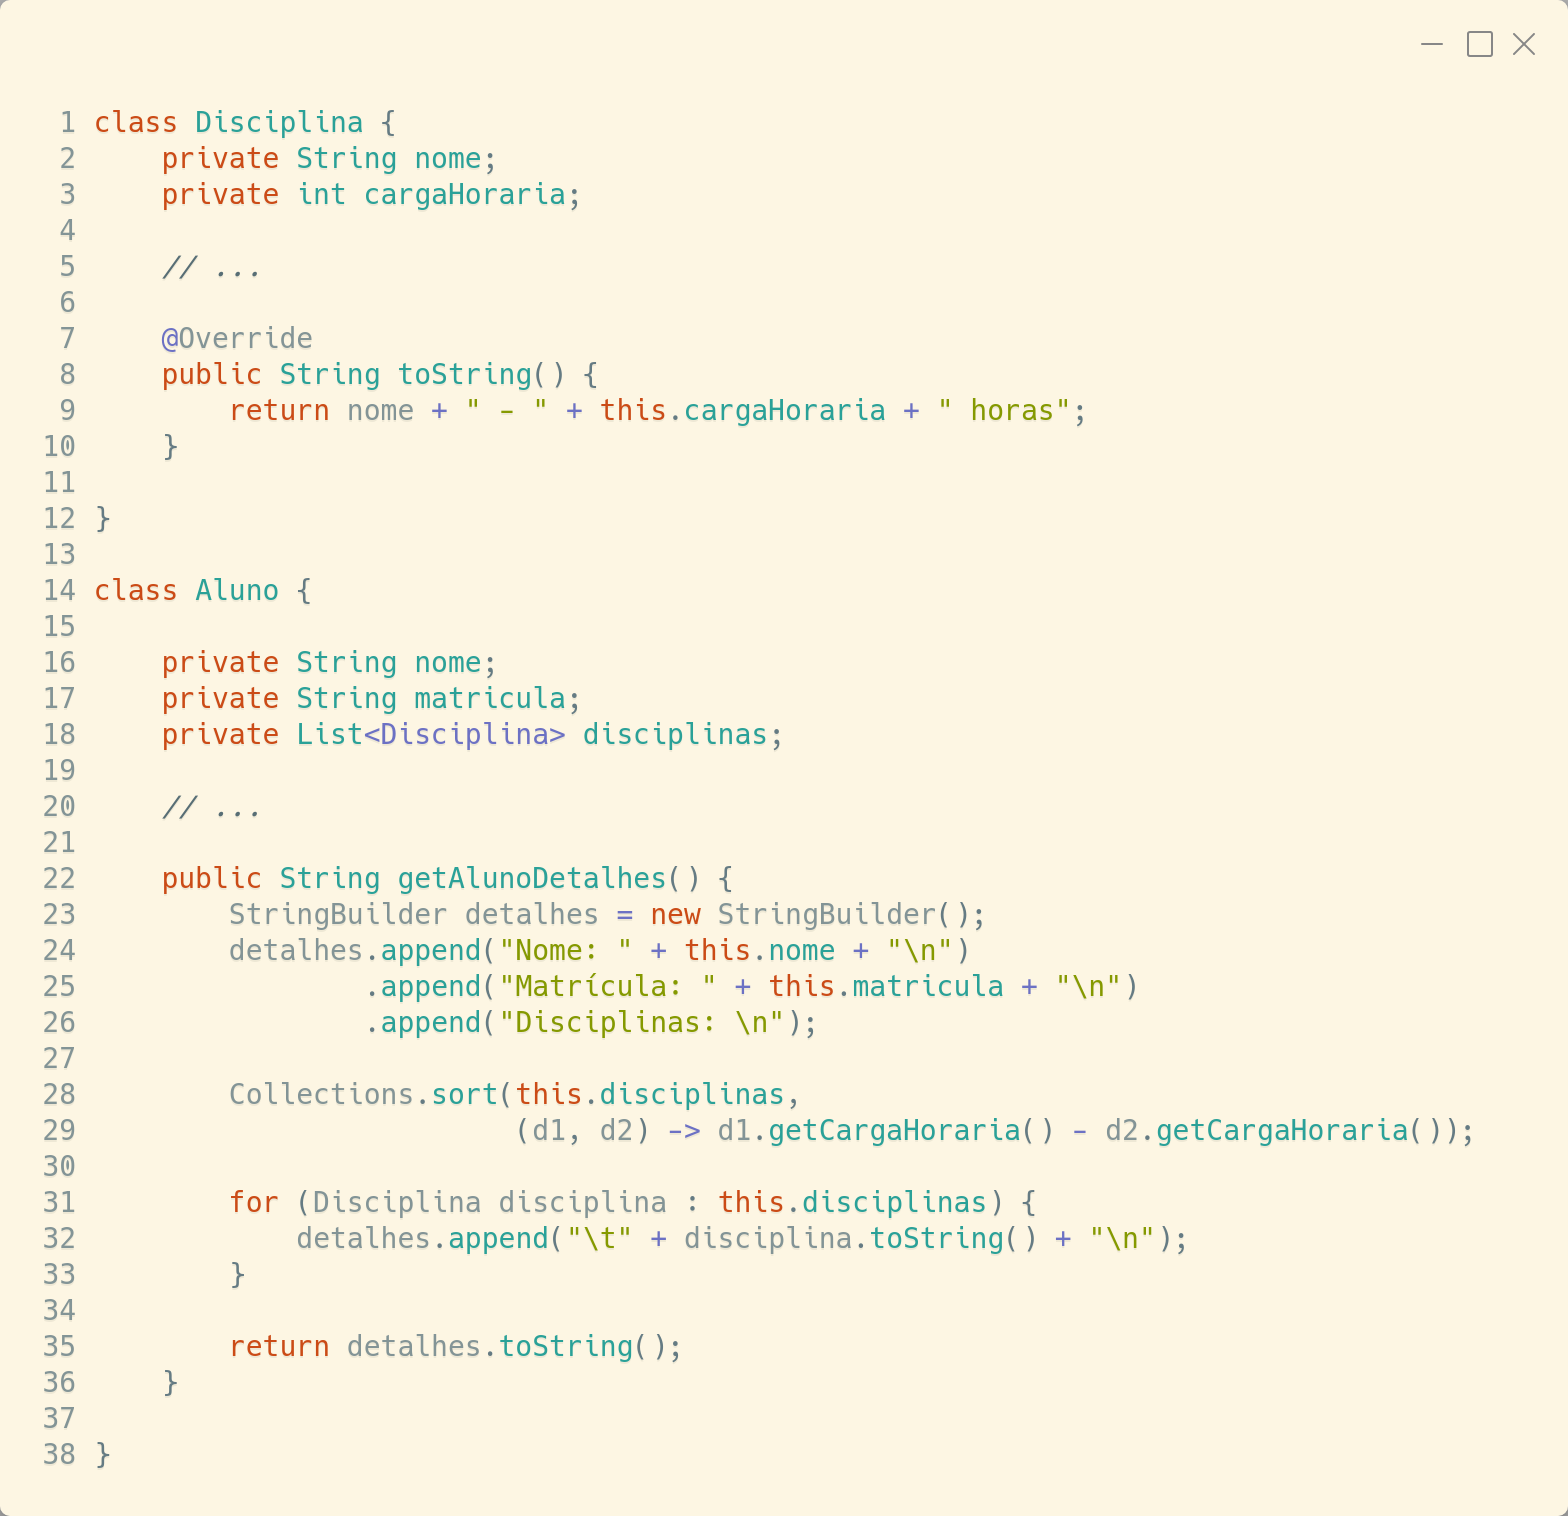 1 class Disciplina {
2     private String nome;
3     private int cargaHoraria;
4
5     // ...
6
7     @Override
8     public String toString() {
9         return nome + " - " + this.cargaHoraria + " horas";
10     }
11
12 }
13
14 class Aluno {
15
16     private String nome;
17     private String matricula;
18     private List<Disciplina> disciplinas;
19
20     // ...
21
22     public String getAlunoDetalhes() {
23         StringBuilder detalhes = new StringBuilder();
24         detalhes.append("Nome: " + this.nome + "\n")
25                 .append("Matrícula: " + this.matricula + "\n")
26                 .append("Disciplinas: \n");
27
28         Collections.sort(this.disciplinas,
29                          (d1, d2) -> d1.getCargaHoraria() - d2.getCargaHoraria());
30
31         for (Disciplina disciplina : this.disciplinas) {
32             detalhes.append("\t" + disciplina.toString() + "\n");
33         }
34
35         return detalhes.toString();
36     }
37
38 }